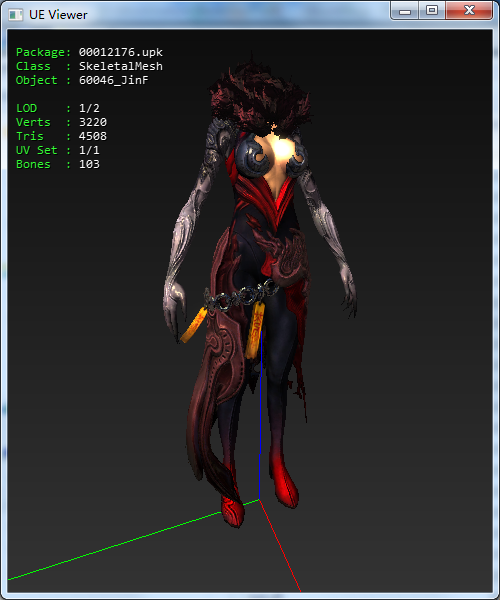 UE Viewer
Package: 00012176.upk
Class : SkeletalMesh
Object : 60046_JinF
LOD : 1/2
Verts : 3220
Tris : 4508
UV Set : 1/1
Bones : 103